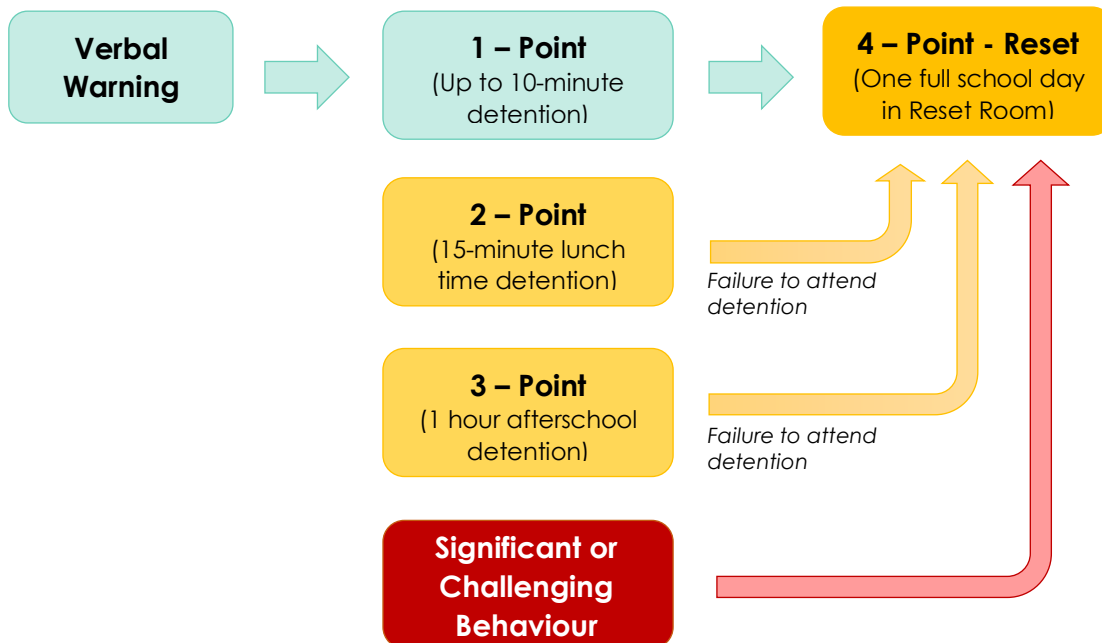 Verbal
Warning
1 – Point
(Up to 10-minute
detention)
4 – Point - Reset
(One full school day
in Reset Room)
2 – Point
(15-minute lunch
time detention)
Failure to attend
detention
3 – Point
(1 hour afterschool
detention)
Failure to attend
detention
Significant or
Challenging
Behaviour